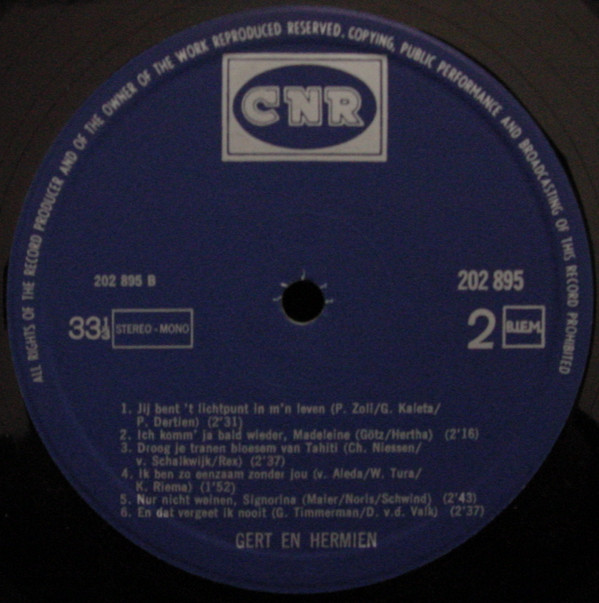 ALL RIGHTS OF THE RECORD PRODUCER AND OF THE OWNER OF THE WORK REPRODUCED RESERVED. COPYING, PUBLIC PERFORMANCE AND BROADCASTING OF THIS RECORD PROHIBITED
CNR
202 895 B
202 895
33⅓ STEREO - MONO
2 B.I.E.M.
1. Jij bent 't lichtpunt in m'n leven (P. Zoll/G. Kaleta/
P. Dertien) (2'31)
2. Ich komm' ja bald wieder, Madeleine (Götz/Hertha) (2'16)
3. Droog je tranen bloesem van Tahiti (Ch. Niessen/
v. Schalkwijk/Rex) (2'37)
4. Ik ben zo eenzaam zonder jou (v. Aleda/W. Tura/
K. Riema) (1'52)
5. Nur nicht weinen, Signorina (Maier/Noris/Schwind) (2'43)
6. En dat vergeet ik nooit (G. Timmerman/D. v.d. Valk) (2'37)
GERT EN HERMIEN